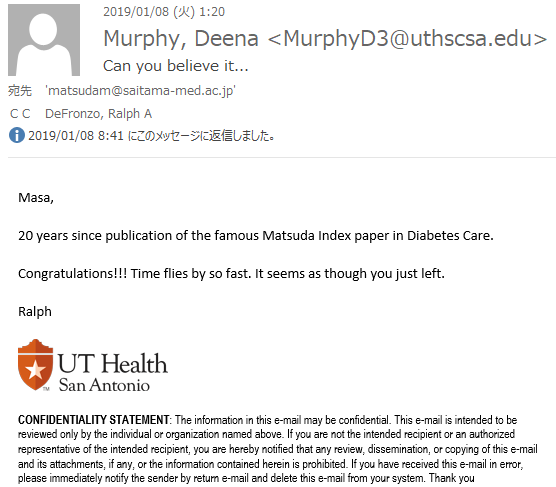 2019/01/08 (火) 1:20
Murphy, Deena <MurphyD3@uthscsa.edu>
Can you believe it...
宛先 'matsudam@saitama-med.ac.jp'
ＣＣ DeFronzo, Ralph A
2019/01/08 8:41 にこのメッセージに返信しました。
Masa,
20 years since publication of the famous Matsuda Index paper in Diabetes Care.
Congratulations!!! Time flies by so fast. It seems as though you just left.
Ralph
UT Health
San Antonio
CONFIDENTIALITY STATEMENT: The information in this e-mail may be confidential. This e-mail is intended to be
reviewed only by the individual or organization named above. If you are not the intended recipient or an authorized
representative of the intended recipient, you are hereby notified that any review, dissemination, or copying of this e-mail
and its attachments, if any, or the information contained herein is prohibited. If you have received this e-mail in error,
please immediately notify the sender by return e-mail and delete this e-mail from your system. Thank you